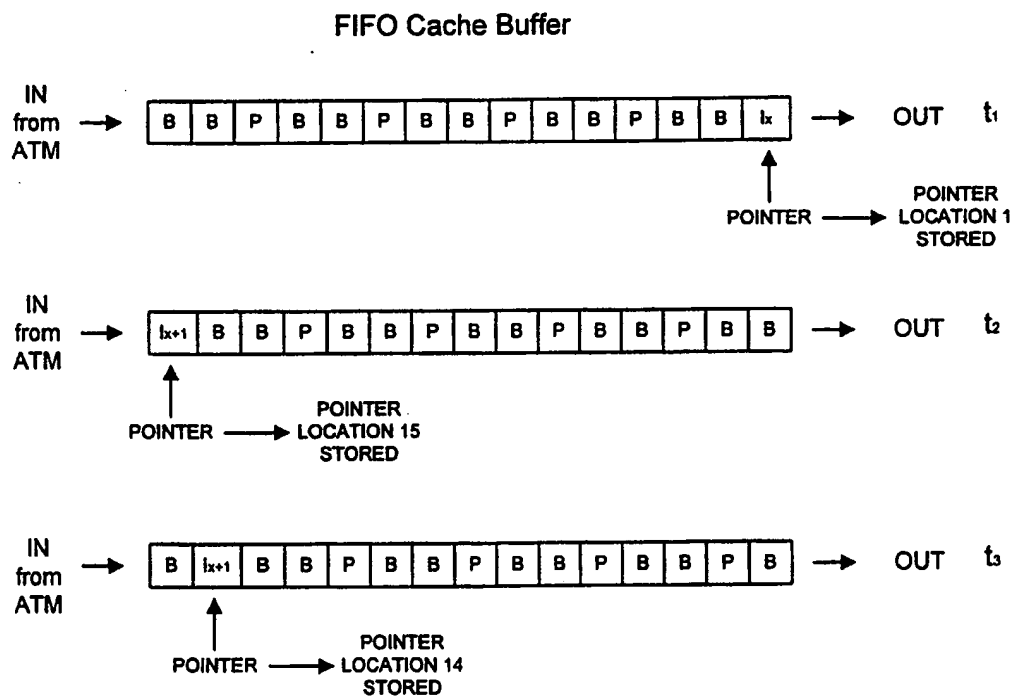 FIFO Cache Buffer
IN
from
ATM
B B P B B P B B P B B P B B Ix
OUT t1
POINTER
POINTER
LOCATION 1
STORED
IN
from
ATM
Ix+1 B B P B B P B B P B B P B B
OUT t2
POINTER
POINTER
LOCATION 15
STORED
IN
from
ATM
B Ix+1 B B P B B P B B P B B P B
OUT t3
POINTER
POINTER
LOCATION 14
STORED